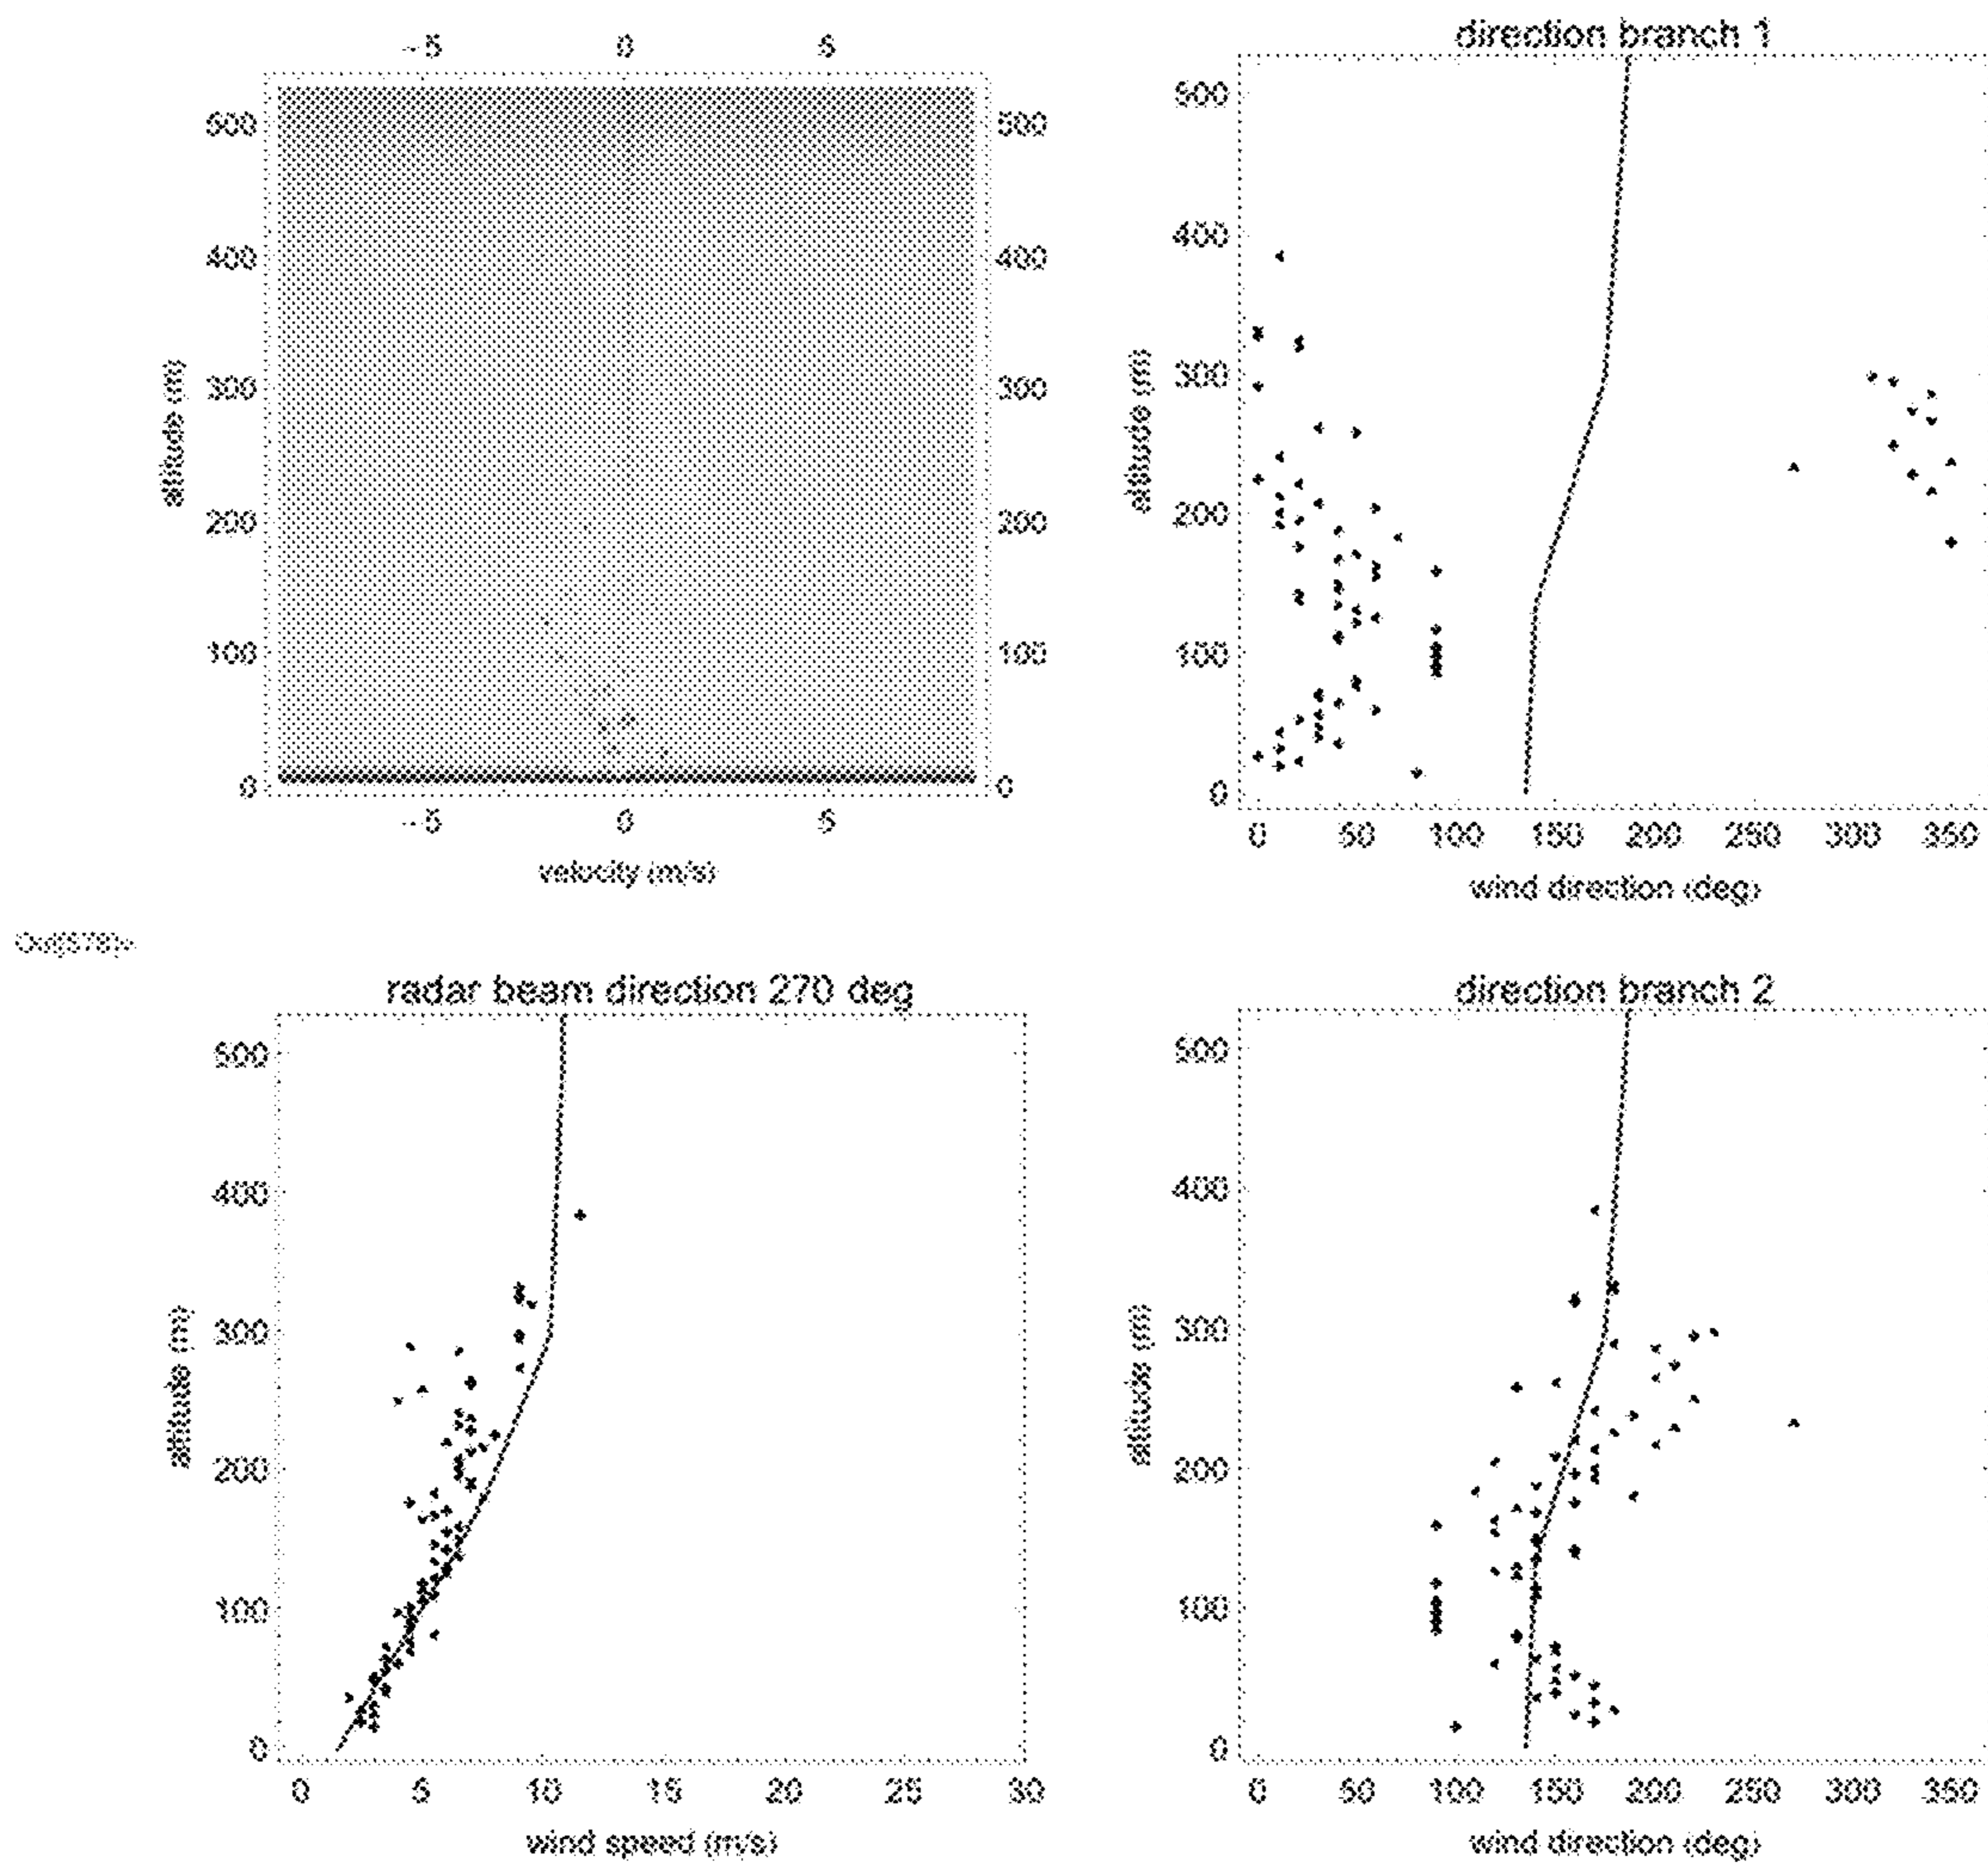 -5 0 5
500 500
400 400
300 300
200 200
100 100
0 0
-5 0 5
altitude (m)
velocity (m/s)
direction branch 1
500
400
300
200
100
0
0 50 100 150 200 250 300 350
altitude (m)
wind direction (deg)
Out[578]=
radar beam direction 270 deg
500
400
300
200
100
0
0 5 10 15 20 25 30
altitude (m)
wind speed (m/s)
direction branch 2
500
400
300
200
100
0
0 50 100 150 200 250 300 350
altitude (m)
wind direction (deg)